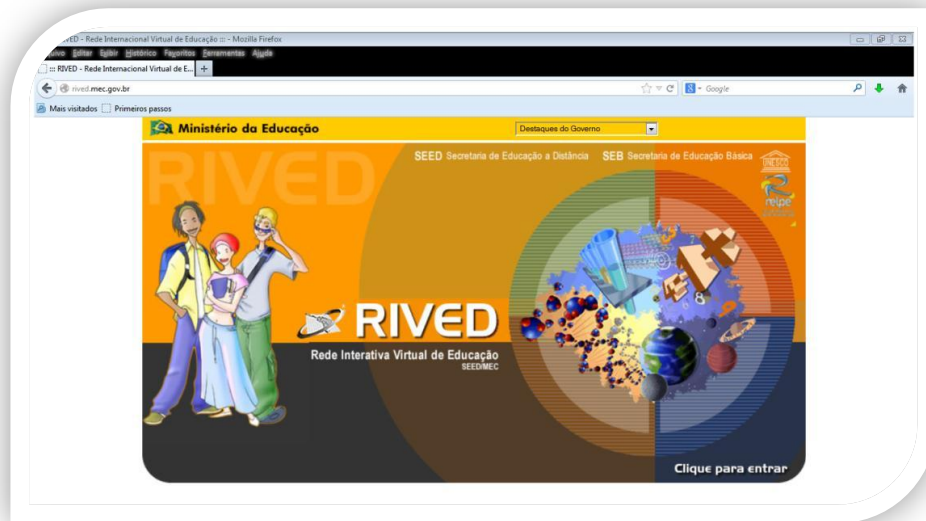 RIVED - Rede Internacional Virtual de Educação ::: - Mozilla Firefox
Editar Exibir Histórico Favoritos Ferramentas Ajuda
::: RIVED - Rede Internacional Virtual de E... +
rived.mec.gov.br
Google
Mais visitados Primeiros passos
Ministério da Educação
Destaques do Governo
SEED Secretaria de Educação a Distância SEB Secretaria de Educação Básica
UNESCO
RIVED
relpe
RIVED
Rede Interativa Virtual de Educação
SEED/MEC
Clique para entrar